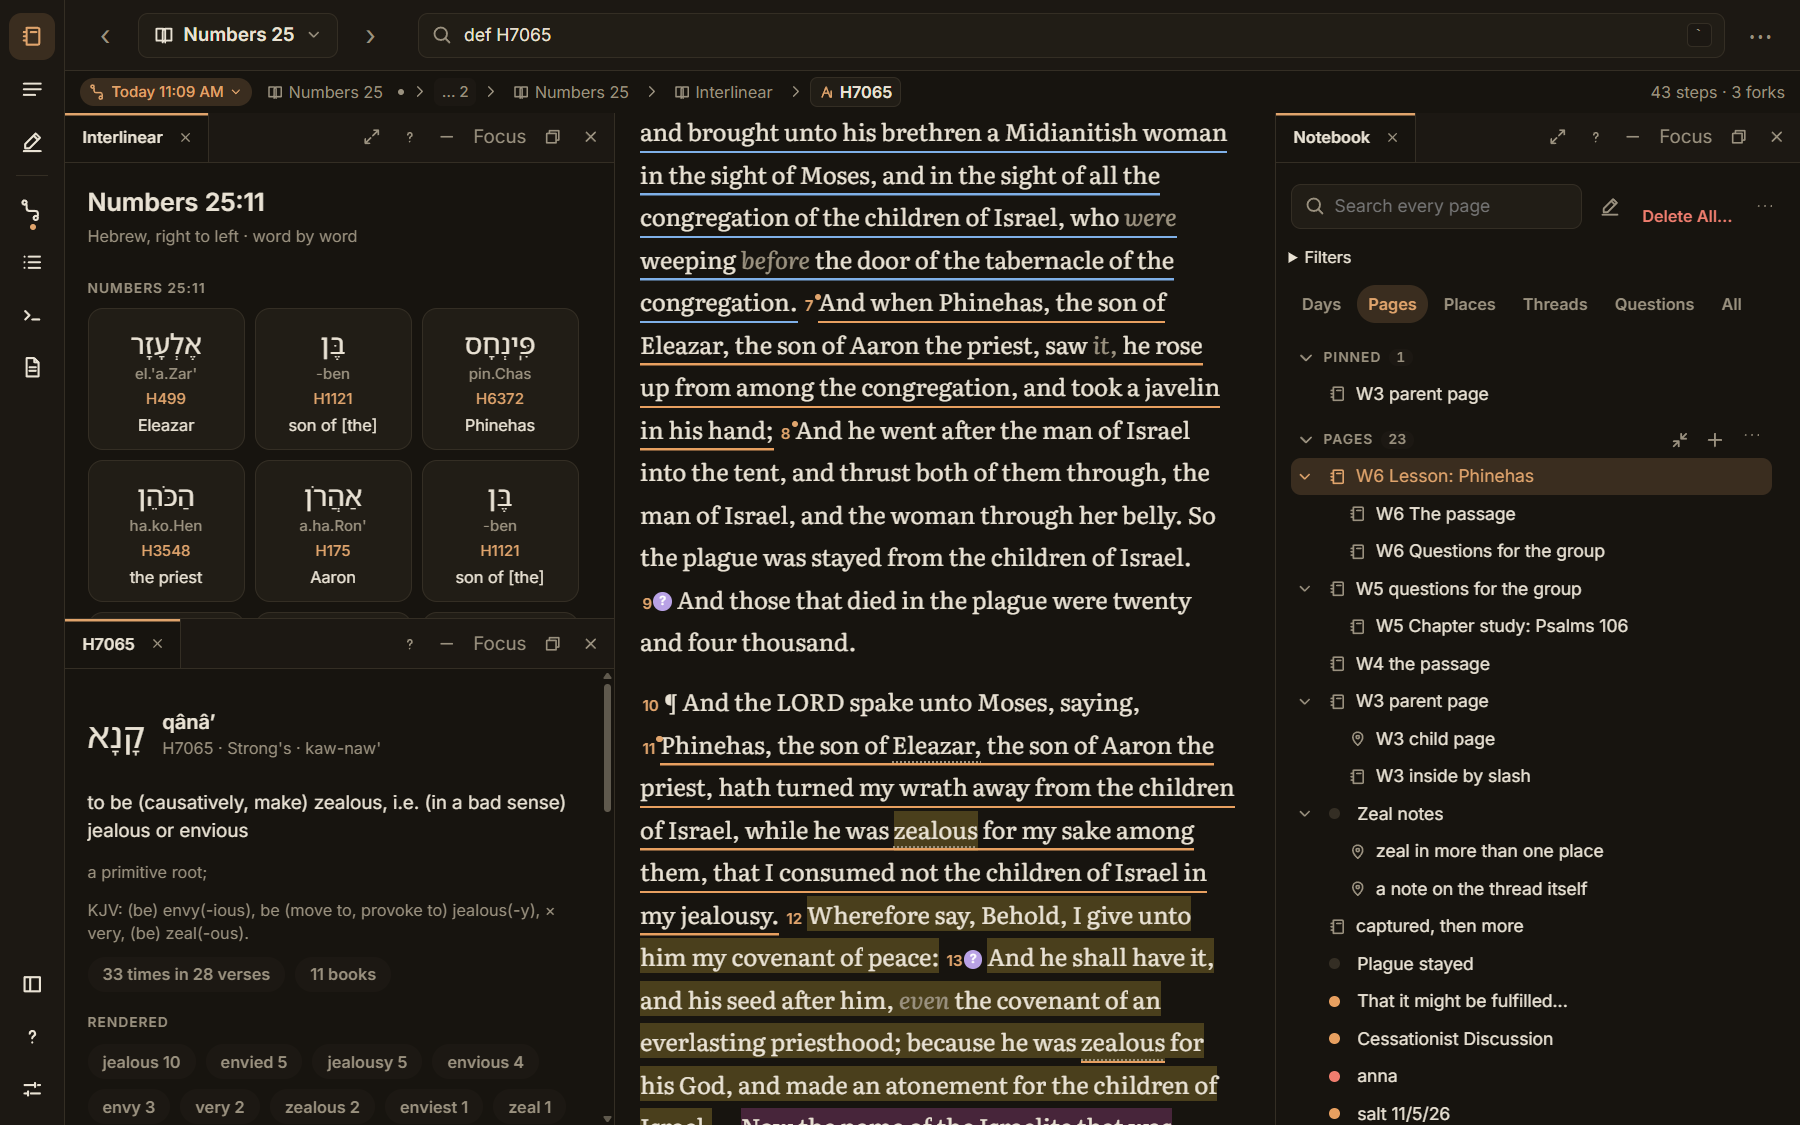 Numbers 25
def H7065
`
Today 11:09 AM
Numbers 25
... 2
Numbers 25
Interlinear
H7065
43 steps · 3 forks
Interlinear
?
Focus
Numbers 25:11
Hebrew, right to left · word by word
NUMBERS 25:11
אֶלְעָזָר
el.'a.Zar'
H499
Eleazar
בֶּן
-ben
H1121
son of [the]
פִּֽינְחָס
pin.Chas
H6372
Phinehas
הַכֹּהֵן
ha.ko.Hen
H3548
the priest
אַהֲרֹן
a.ha.Ron'
H175
Aaron
בֶּן
-ben
H1121
son of [the]
H7065
?
Focus
קָנָא
qânâʼ
H7065 · Strong's · kaw-naw'
to be (causatively, make) zealous, i.e. (in a bad sense)
jealous or envious
a primitive root;
KJV: (be) envy(-ious), be (move to, provoke to) jealous(-y), ×
very, (be) zeal(-ous).
33 times in 28 verses
11 books
RENDERED
jealous 10
envied 5
jealousy 5
envious 4
envy 3
very 2
zealous 2
enviest 1
zeal 1
and brought unto his brethren a Midianitish woman
in the sight of Moses, and in the sight of all the
congregation of the children of Israel, who were
weeping before the door of the tabernacle of the
congregation. 7 And when Phinehas, the son of
Eleazar, the son of Aaron the priest, saw it, he rose
up from among the congregation, and took a javelin
in his hand; 8 And he went after the man of Israel
into the tent, and thrust both of them through, the
man of Israel, and the woman through her belly. So
the plague was stayed from the children of Israel.
9 ? And those that died in the plague were twenty
and four thousand.
10 ¶ And the LORD spake unto Moses, saying,
11 Phinehas, the son of Eleazar, the son of Aaron the
priest, hath turned my wrath away from the children
of Israel, while he was zealous for my sake among
them, that I consumed not the children of Israel in
my jealousy. 12 Wherefore say, Behold, I give unto
him my covenant of peace: 13 ? And he shall have it,
and his seed after him, even the covenant of an
everlasting priesthood; because he was zealous for
his God, and made an atonement for the children of
Israel. Now the name of the Israelite that was
Notebook
?
Focus
Search every page
Delete All...
Filters
Days
Pages
Places
Threads
Questions
All
PINNED 1
W3 parent page
PAGES 23
W6 Lesson: Phinehas
W6 The passage
W6 Questions for the group
W5 questions for the group
W5 Chapter study: Psalms 106
W4 the passage
W3 parent page
W3 child page
W3 inside by slash
Zeal notes
zeal in more than one place
a note on the thread itself
captured, then more
Plague stayed
That it might be fulfilled...
Cessationist Discussion
anna
salt 11/5/26
?